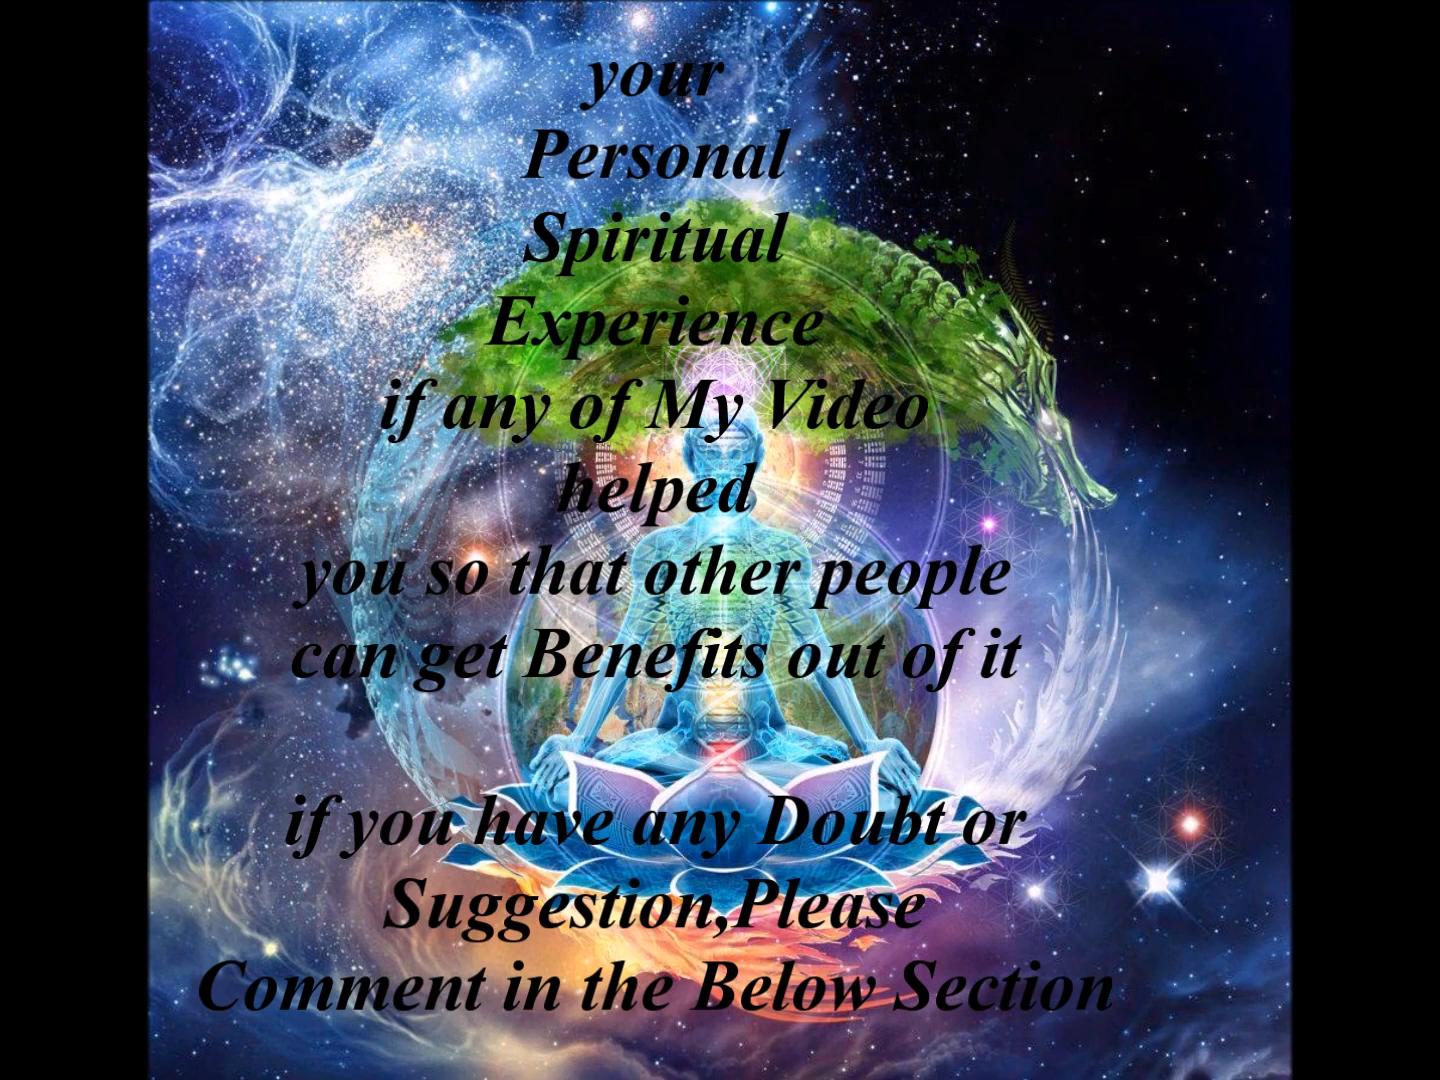 your
Personal
Spiritual
Experience
if any of My Video
helped
you so that other people
can get Benefits out of it
if you have any Doubt or
Suggestion,Please
Comment in the Below Section